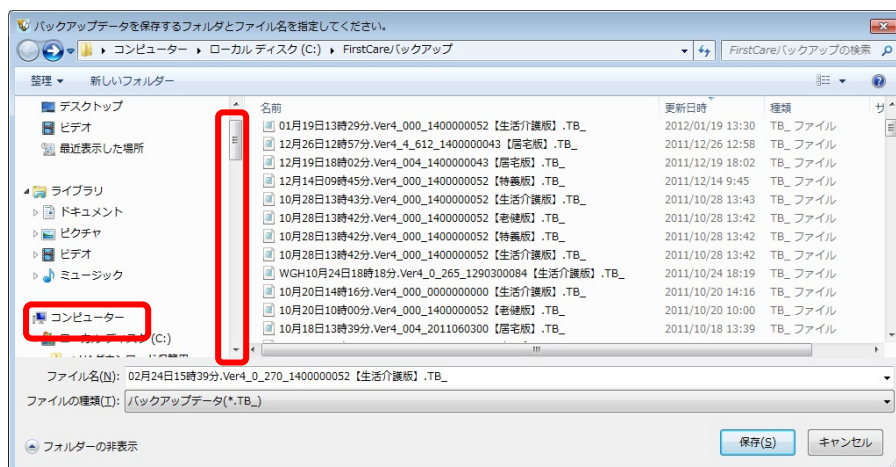 バックアップデータを保存するフォルダとファイル名を指定してください。
コンピューター ローカル ディスク (C:) FirstCareバックアップ FirstCareバックアップの検索
整理 新しいフォルダー
デスクトップ
ビデオ
最近表示した場所
ライブラリ
ドキュメント
ピクチャ
ビデオ
ミュージック
コンピューター
ローカル ディスク (C:)
名前 更新日時 種類 サ
01月19日13時29分.Ver4_000_1400000052【生活介護版】.TB_ 2012/01/19 13:30 TB_ ファイル
12月26日12時57分.Ver4_4_612_1400000043【居宅版】.TB_ 2011/12/26 12:58 TB_ ファイル
12月19日18時02分.Ver4_004_1400000043【居宅版】.TB_ 2011/12/19 18:02 TB_ ファイル
12月14日09時45分.Ver4_000_1400000052【特養版】.TB_ 2011/12/14 9:45 TB_ ファイル
10月28日13時43分.Ver4_000_1400000052【生活介護版】.TB_ 2011/10/28 13:43 TB_ ファイル
10月28日13時42分.Ver4_000_1400000052【老健版】.TB_ 2011/10/28 13:42 TB_ ファイル
10月28日13時42分.Ver4_000_1400000052【特養版】.TB_ 2011/10/28 13:42 TB_ ファイル
10月28日13時42分.Ver4_000_1400000052【生活介護版】.TB_ 2011/10/28 13:42 TB_ ファイル
WGH10月24日18時18分.Ver4_0_265_1290300084【生活介護版】.TB_ 2011/10/24 18:19 TB_ ファイル
10月20日14時16分.Ver4_000_0000000000【生活介護版】.TB_ 2011/10/20 14:16 TB_ ファイル
10月20日10時00分.Ver4_000_1400000052【老健版】.TB_ 2011/10/20 10:00 TB_ ファイル
10月18日13時39分.Ver4_004_2011060300【居宅版】.TB_ 2011/10/18 13:39 TB_ ファイル
ファイル名(N): 02月24日15時39分.Ver4_0_270_1400000052【生活介護版】.TB_
ファイルの種類(T): バックアップデータ(*.TB_)
フォルダーの非表示 保存(S) キャンセル